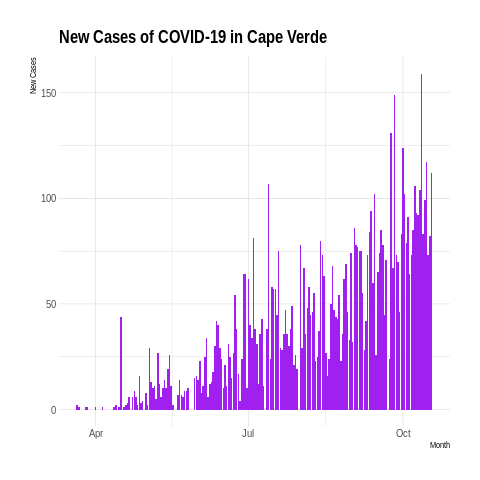 New Cases of COVID-19 in Cape Verde
New Cases
150
100
50
0
Apr
Jul
Oct
Month